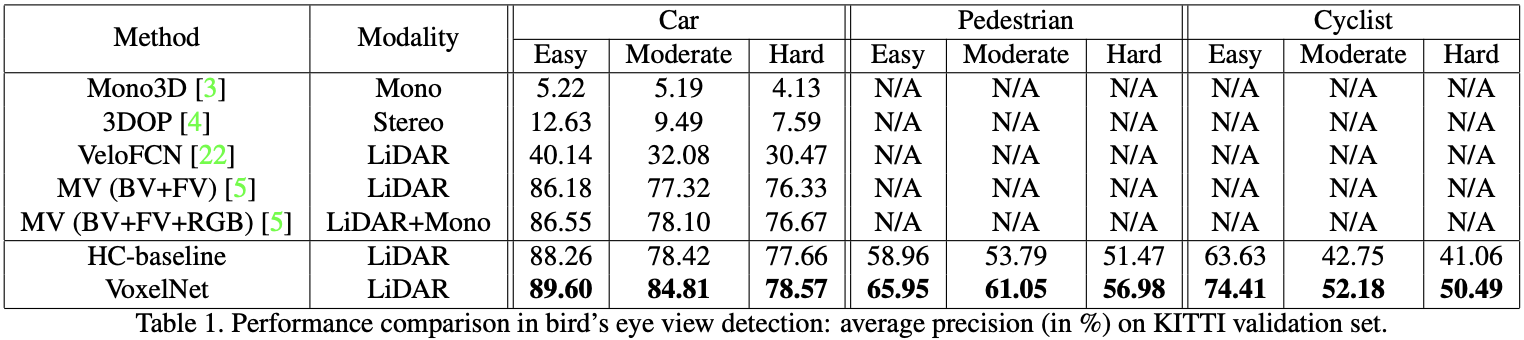 Method Modality Car Pedestrian Cyclist
Easy Moderate Hard Easy Moderate Hard Easy Moderate Hard
Mono3D [3] Mono 5.22 5.19 4.13 N/A N/A N/A N/A N/A N/A
3DOP [4] Stereo 12.63 9.49 7.59 N/A N/A N/A N/A N/A N/A
VeloFCN [22] LiDAR 40.14 32.08 30.47 N/A N/A N/A N/A N/A N/A
MV (BV+FV) [5] LiDAR 86.18 77.32 76.33 N/A N/A N/A N/A N/A N/A
MV (BV+FV+RGB) [5] LiDAR+Mono 86.55 78.10 76.67 N/A N/A N/A N/A N/A N/A
HC-baseline LiDAR 88.26 78.42 77.66 58.96 53.79 51.47 63.63 42.75 41.06
VoxelNet LiDAR 89.60 84.81 78.57 65.95 61.05 56.98 74.41 52.18 50.49
Table 1. Performance comparison in bird's eye view detection: average precision (in %) on KITTI validation set.